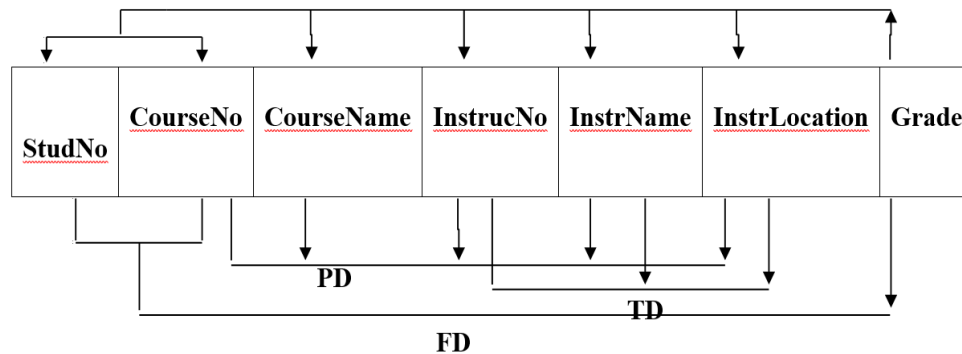 StudNo CourseNo CourseName InstrucNo InstrName InstrLocation Grade
PD
TD
FD